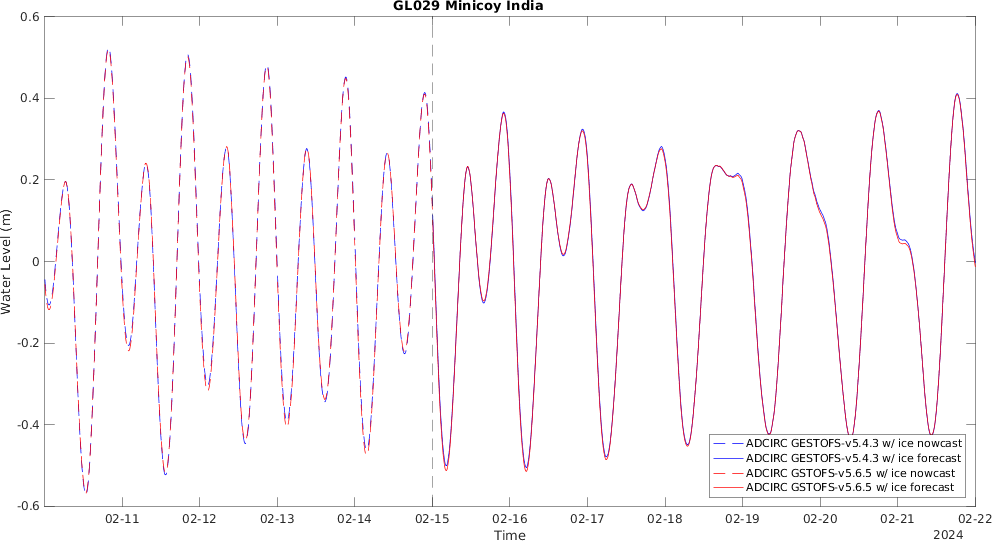 GL029 Minicoy India
0.6
0.4
0.2
0
-0.2
-0.4
-0.6
Water Level (m)
ADCIRC GESTOFS-v5.4.3 w/ ice nowcast
ADCIRC GESTOFS-v5.4.3 w/ ice forecast
ADCIRC GSTOFS-v5.6.5 w/ ice nowcast
ADCIRC GSTOFS-v5.6.5 w/ ice forecast
02-11 02-12 02-13 02-14 02-15 02-16 02-17 02-18 02-19 02-20 02-21 02-22
Time
2024